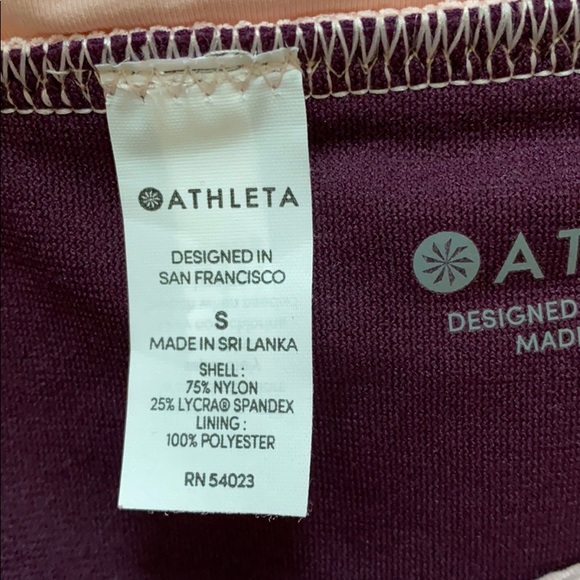 ATHLETA
DESIGNED IN
SAN FRANCISCO
S
MADE IN SRI LANKA
SHELL :
75% NYLON
25% LYCRA® SPANDEX
LINING :
100% POLYESTER
RN 54023
AT
DESIGNED
MADE